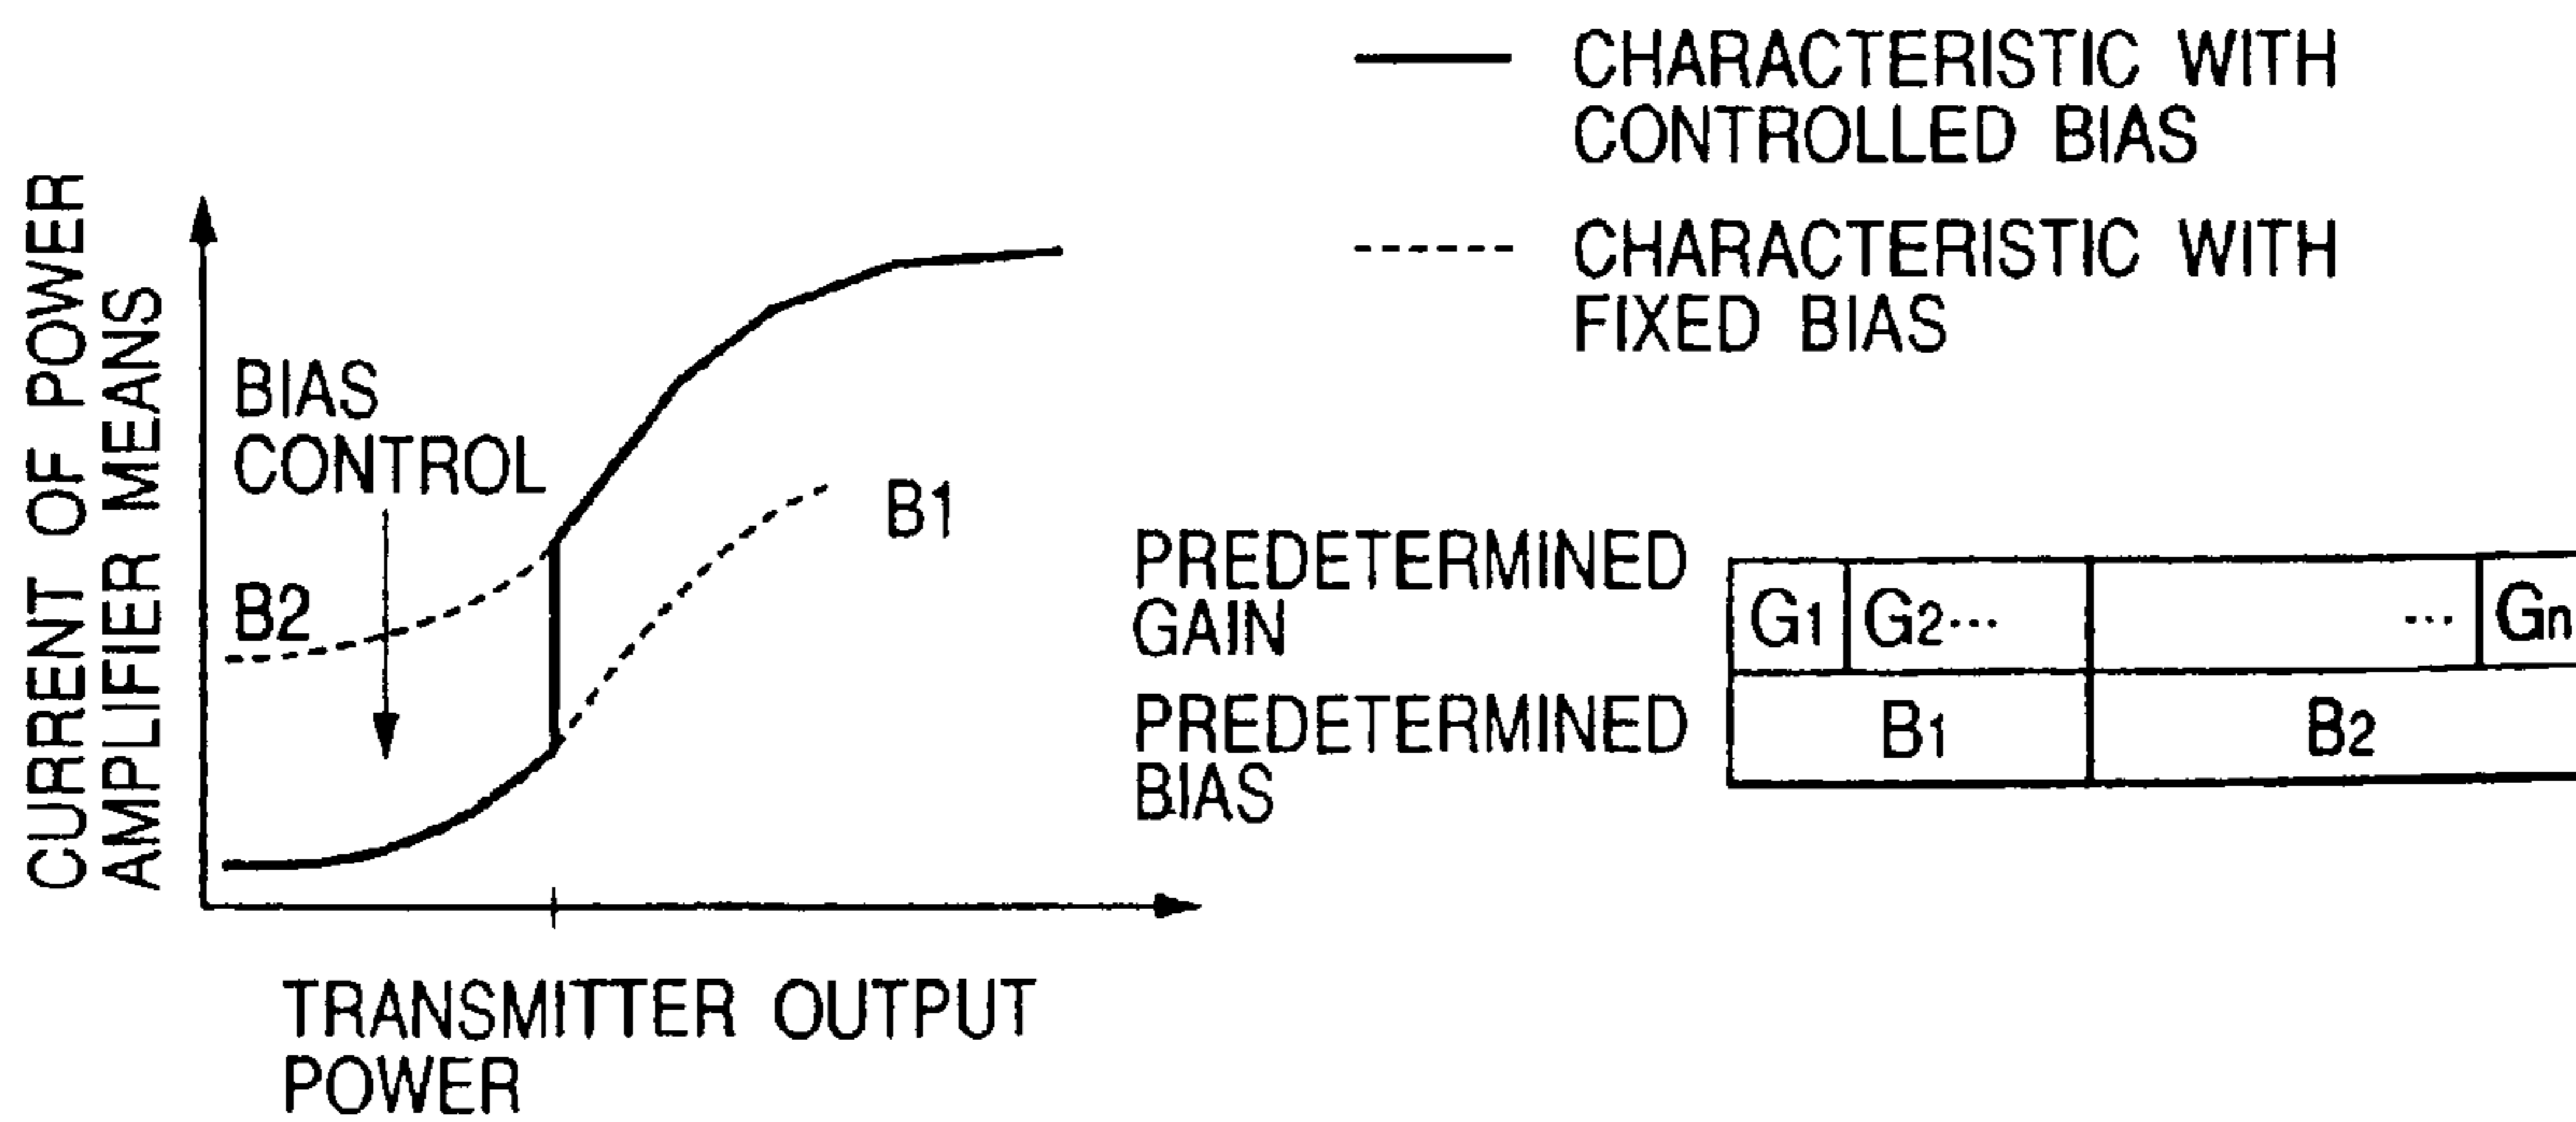 CHARACTERISTIC WITH
CONTROLLED BIAS
CHARACTERISTIC WITH
FIXED BIAS
CURRENT OF POWER
AMPLIFIER MEANS
BIAS
CONTROL
B2
B1
TRANSMITTER OUTPUT
POWER
PREDETERMINED
GAIN
G1 G2... ... Gn
PREDETERMINED
BIAS
B1 B2